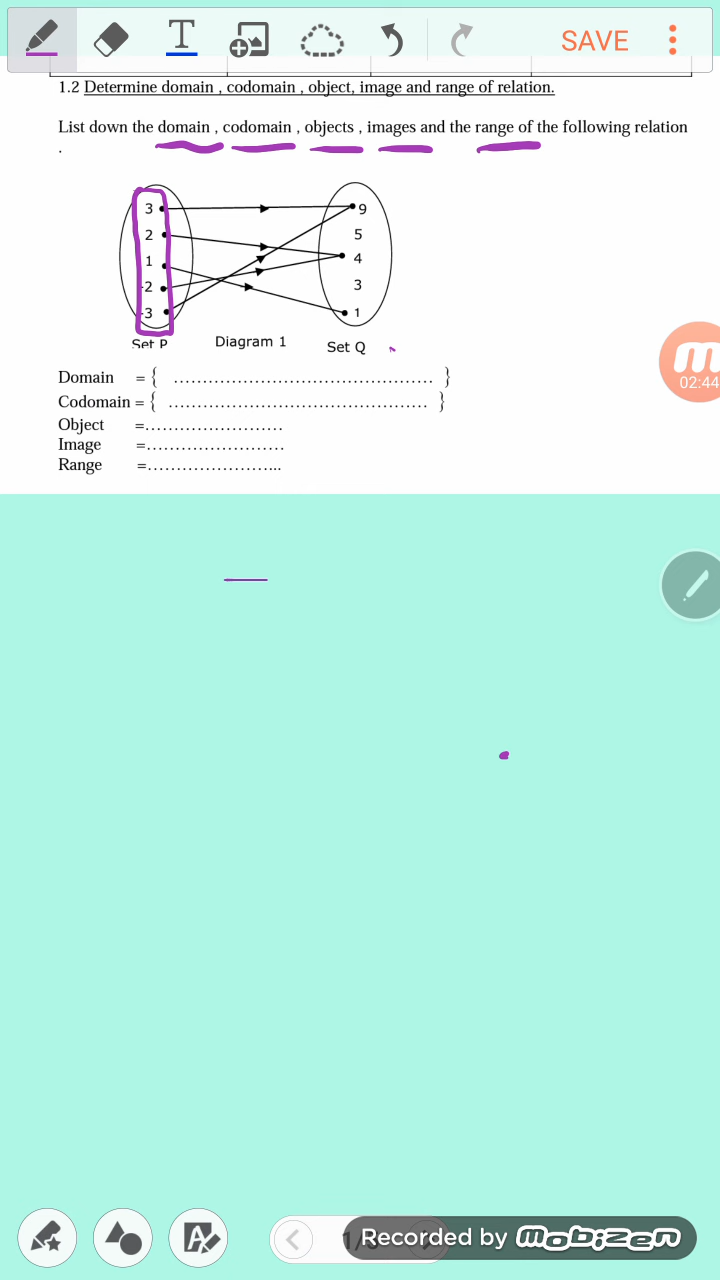 T
SAVE
1.2 Determine domain , codomain , object, image and range of relation.
List down the domain , codomain , objects , images and the range of the following relation
.
3 9
2 5
1 4
-2 3
-3 1
Set P Diagram 1 Set Q
Domain = { ............................................. }
Codomain = { ............................................. }
Object =........................
Image =........................
Range =........................
02:44
A
Recorded by mobizen